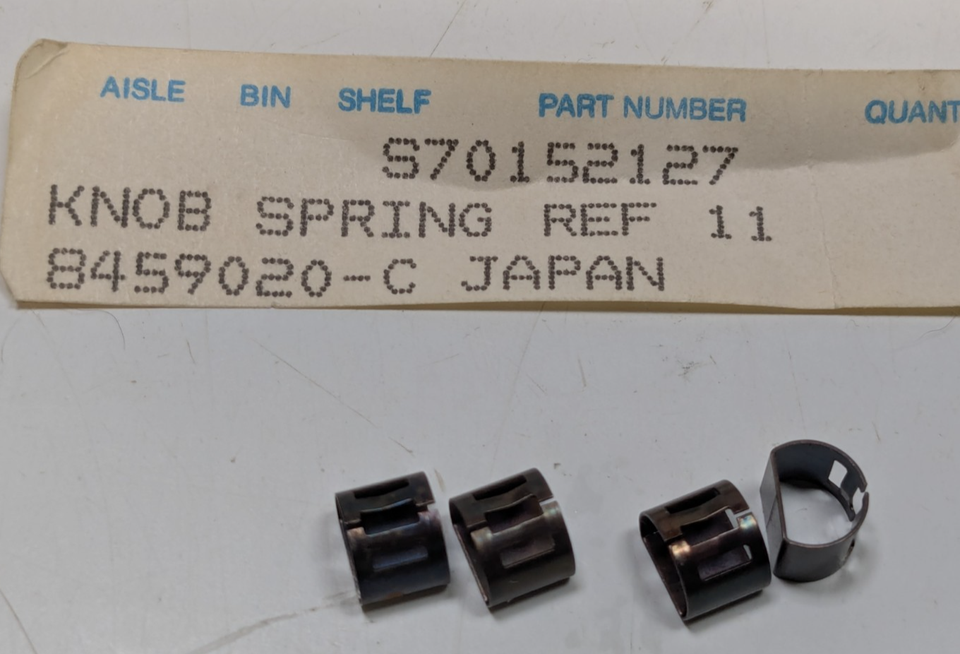 AISLE BIN SHELF PART NUMBER QUANT
S70152127
KNOB SPRING REF 11
8459020-C JAPAN